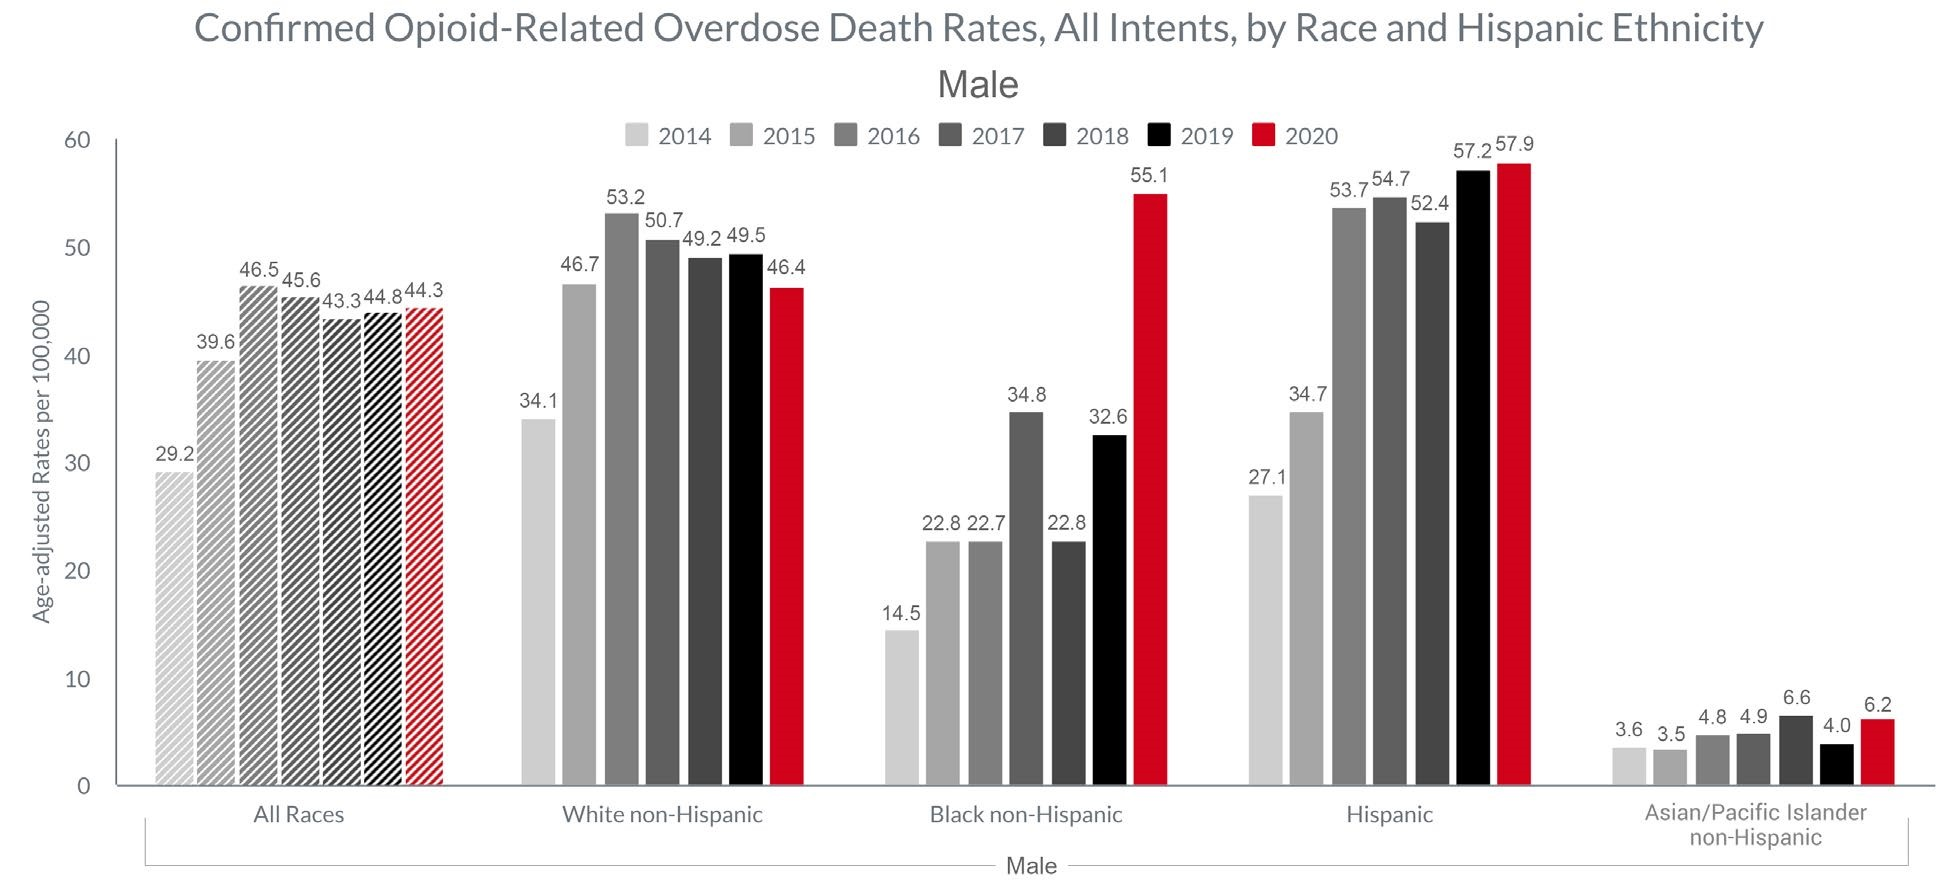 Confirmed Opioid-Related Overdose Death Rates, All Intents, by Race and Hispanic Ethnicity
Male
2014 2015 2016 2017 2018 2019 2020
Age-adjusted Rates per 100,000
60
50
40
30
20
10
0
29.2 39.6 46.5 45.6 43.3 44.8 44.3
34.1 46.7 53.2 50.7 49.2 49.5 46.4
14.5 22.8 22.7 34.8 22.8 32.6 55.1
27.1 34.7 53.7 54.7 52.4 57.2 57.9
3.6 3.5 4.8 4.9 6.6 4.0 6.2
All Races
White non-Hispanic
Black non-Hispanic
Hispanic
Asian/Pacific Islander
non-Hispanic
Male